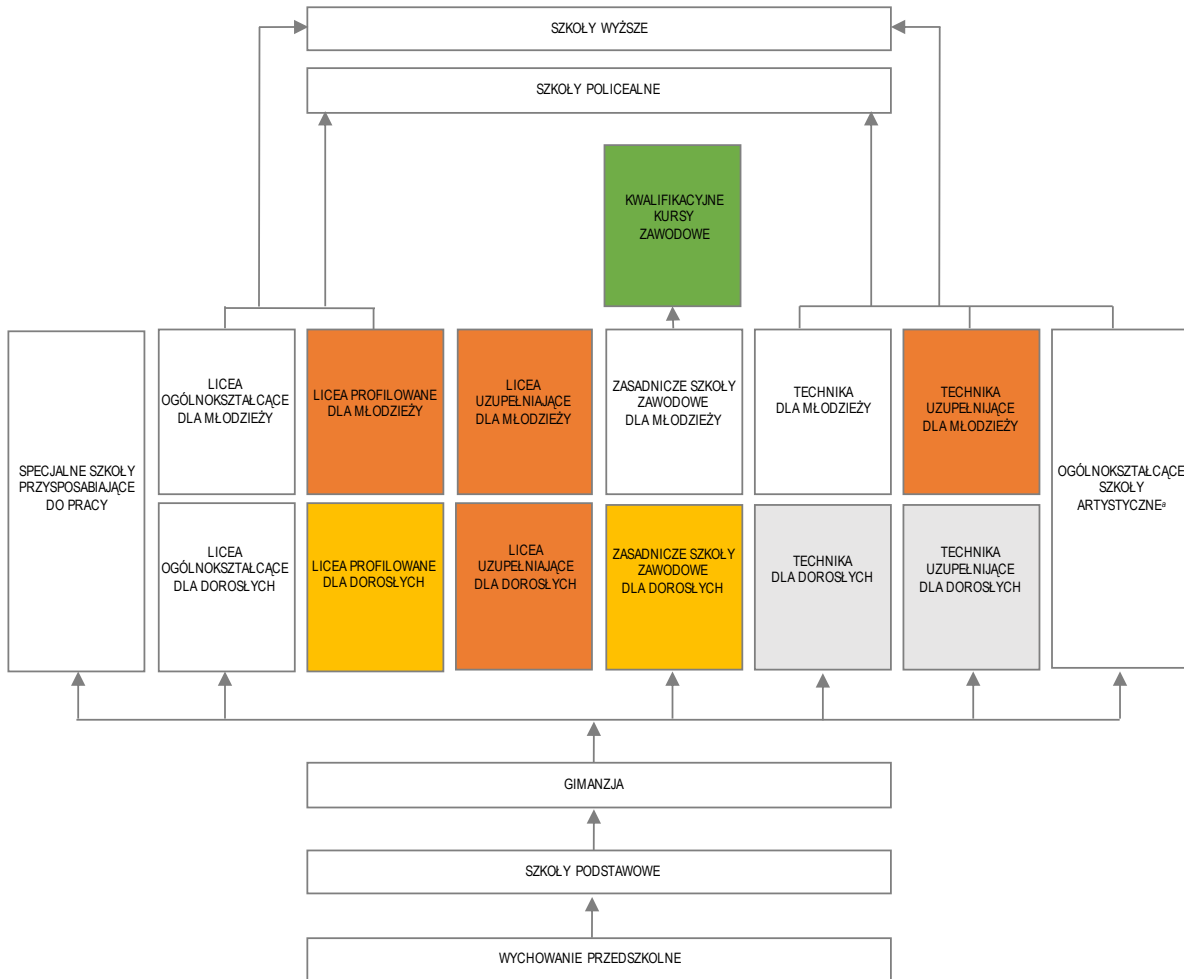 SZKOŁY WYŻSZE
SZKOŁY POLICEALNE
KWALIFIKACYJNE
KURSY
ZAWODOWE
SPECJALNE SZKOŁY
PRZYSPOSABIAJĄCE
DO PRACY
LICEA
OGÓLNOKSZTAŁCĄCE
DLA MŁODZIEŻY
LICEA PROFILOWANE
DLA MŁODZIEŻY
LICEA
UZUPEŁNIAJĄCE
DLA MŁODZIEŻY
ZASADNICZE SZKOŁY
ZAWODOWE
DLA MŁODZIEŻY
TECHNIKA
DLA MŁODZIEŻY
TECHNIKA
UZUPEŁNIJĄCE
DLA MŁODZIEŻY
OGÓLNOKSZTAŁCĄCE
SZKOŁY
ARTYSTYCZNEᵃ
LICEA
OGÓLNOKSZTAŁCĄCE
DLA DOROSŁYCH
LICEA PROFILOWANE
DLA DOROSŁYCH
LICEA
UZUPEŁNIAJĄCE
DLA DOROSŁYCH
ZASADNICZE SZKOŁY
ZAWODOWE
DLA DOROSŁYCH
TECHNIKA
DLA DOROSŁYCH
TECHNIKA
UZUPEŁNIJĄCE
DLA DOROSŁYCH
GIMANZJA
SZKOŁY PODSTAWOWE
WYCHOWANIE PRZEDSZKOLNE